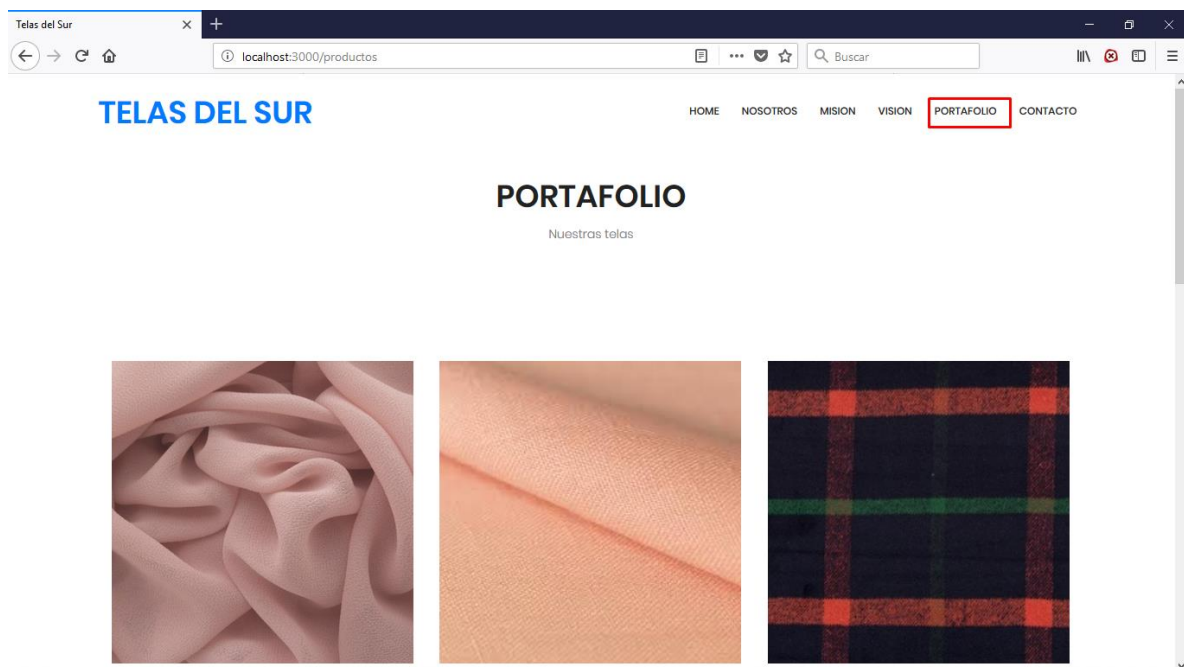 Telas del Sur
localhost:3000/productos
Buscar
TELAS DEL SUR
HOME NOSOTROS MISION VISION PORTAFOLIO CONTACTO
PORTAFOLIO
Nuestras telas